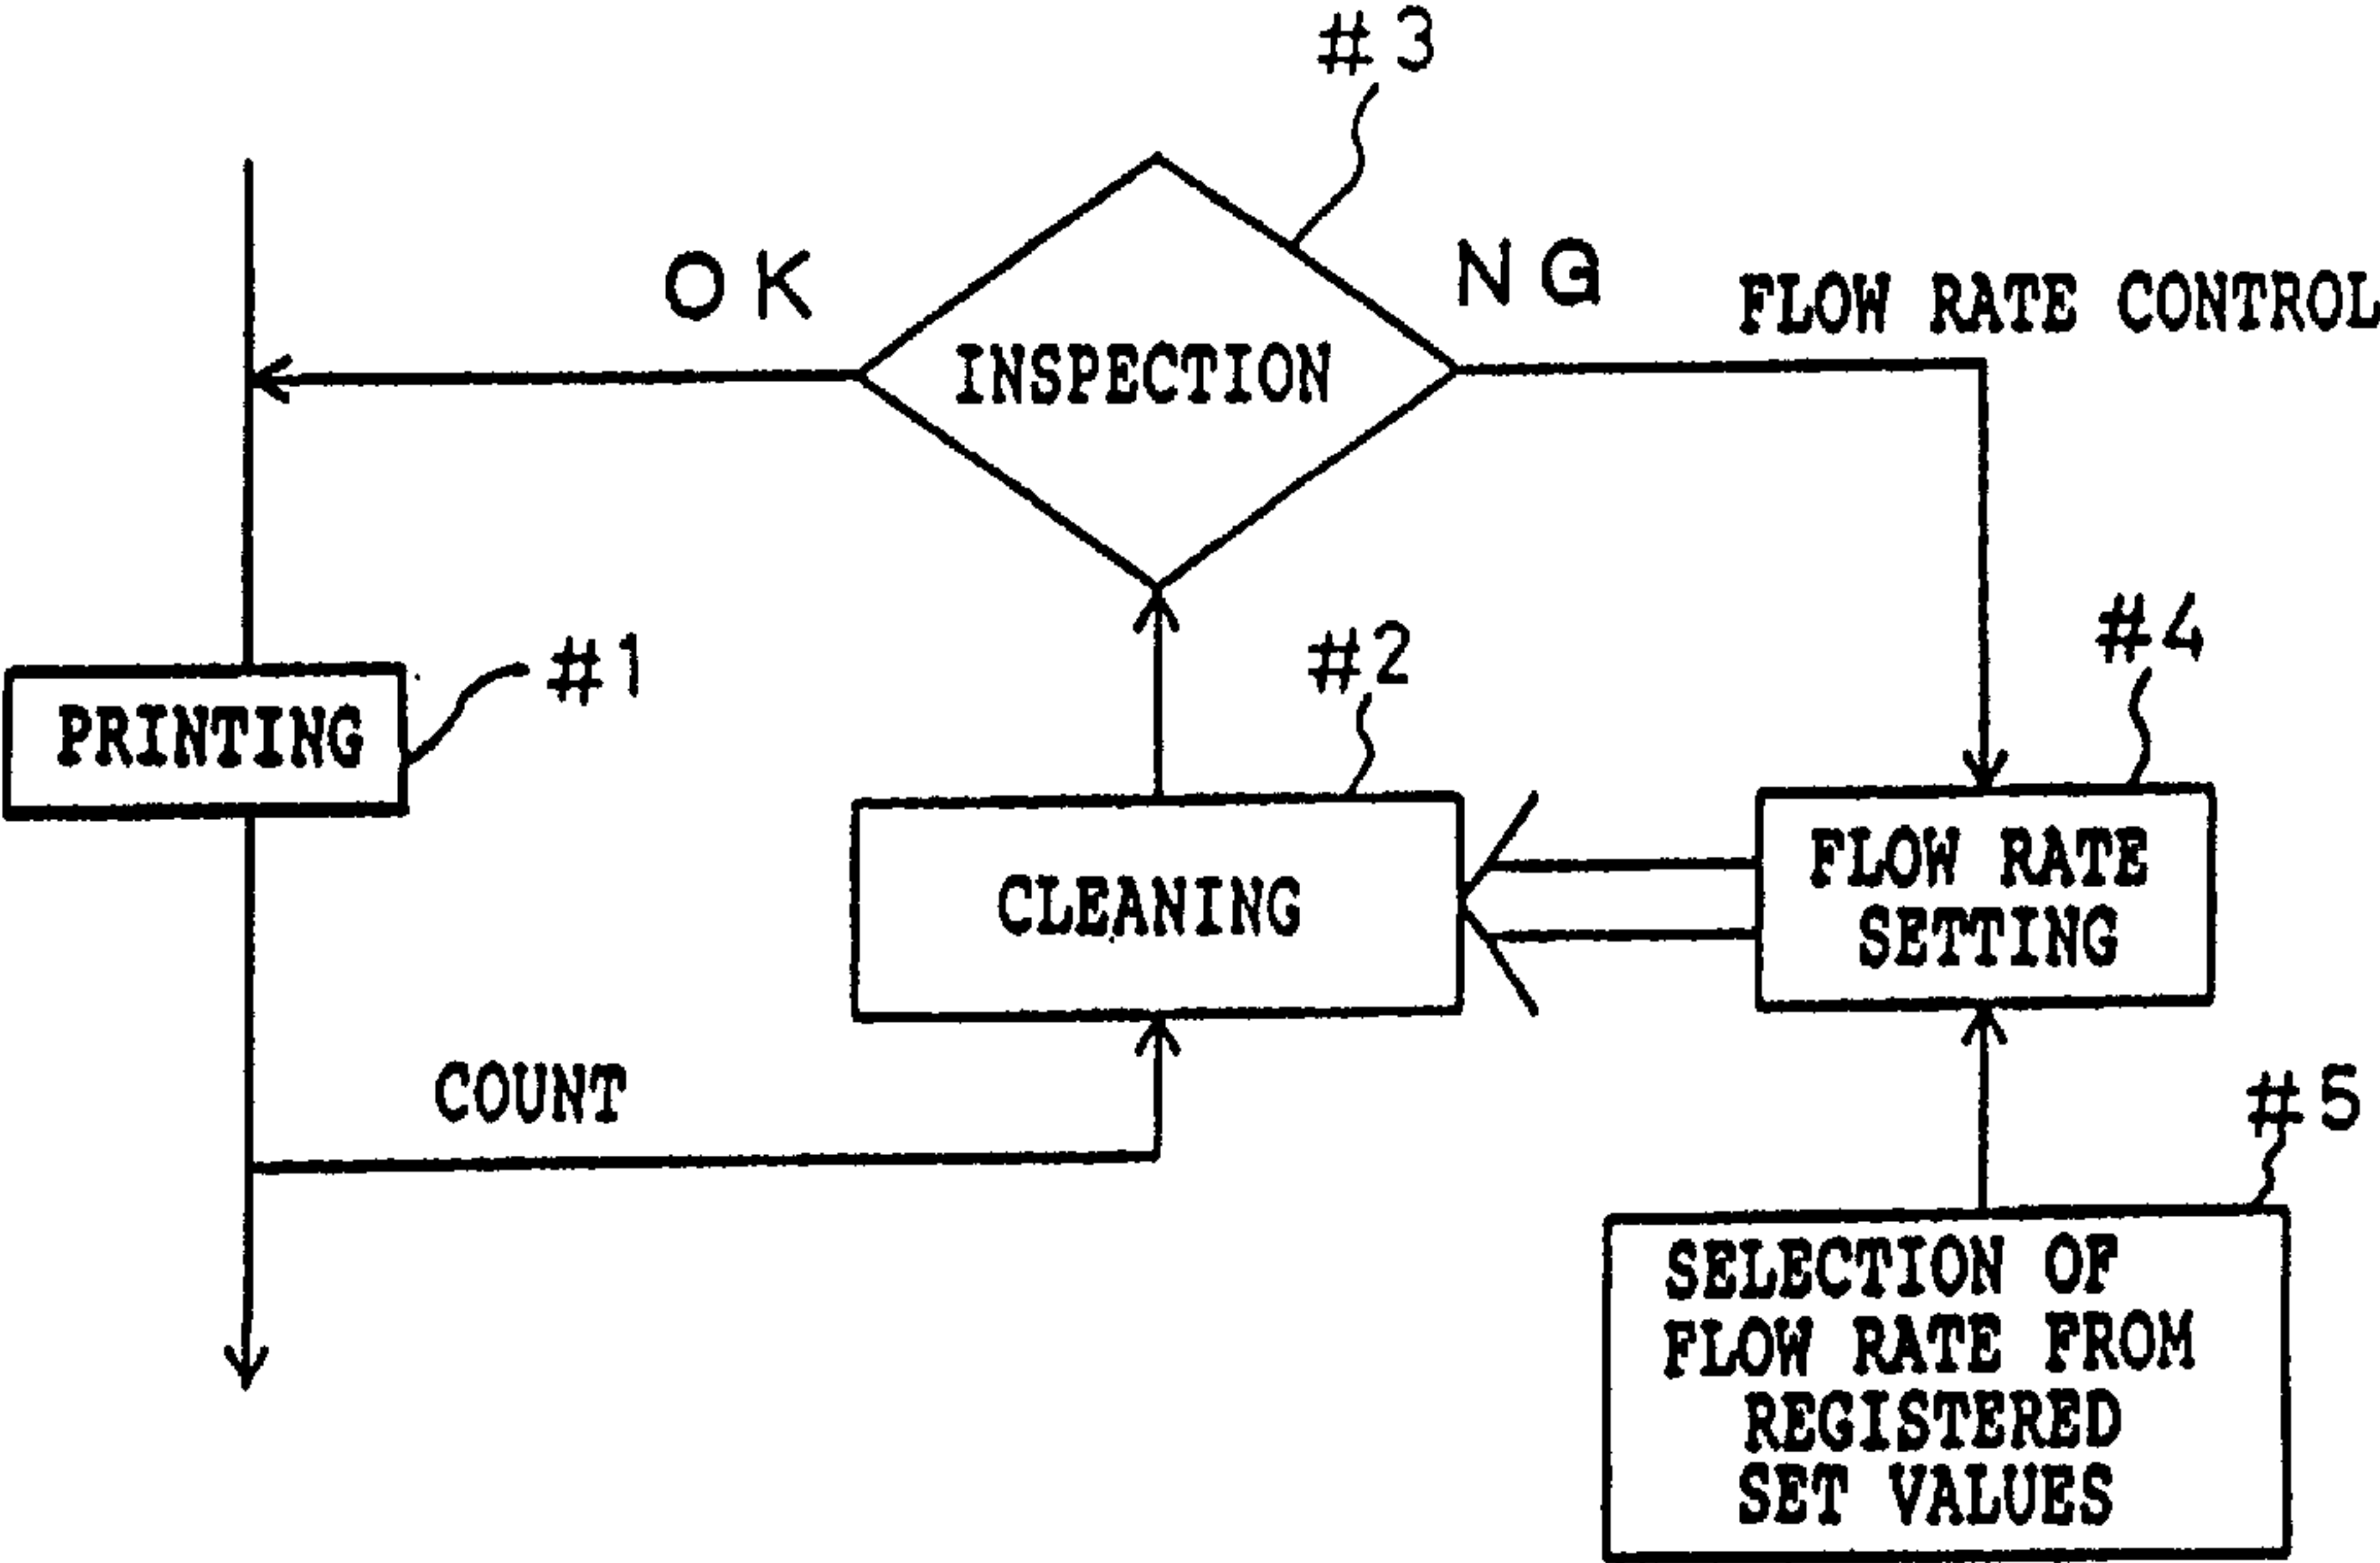 #3
OK
NG
FLOW RATE CONTROL
INSPECTION
#1
#2
#4
PRINTING
FLOW RATE
SETTING
CLEANING
COUNT
#5
SELECTION OF
FLOW RATE FROM
REGISTERED
SET VALUES